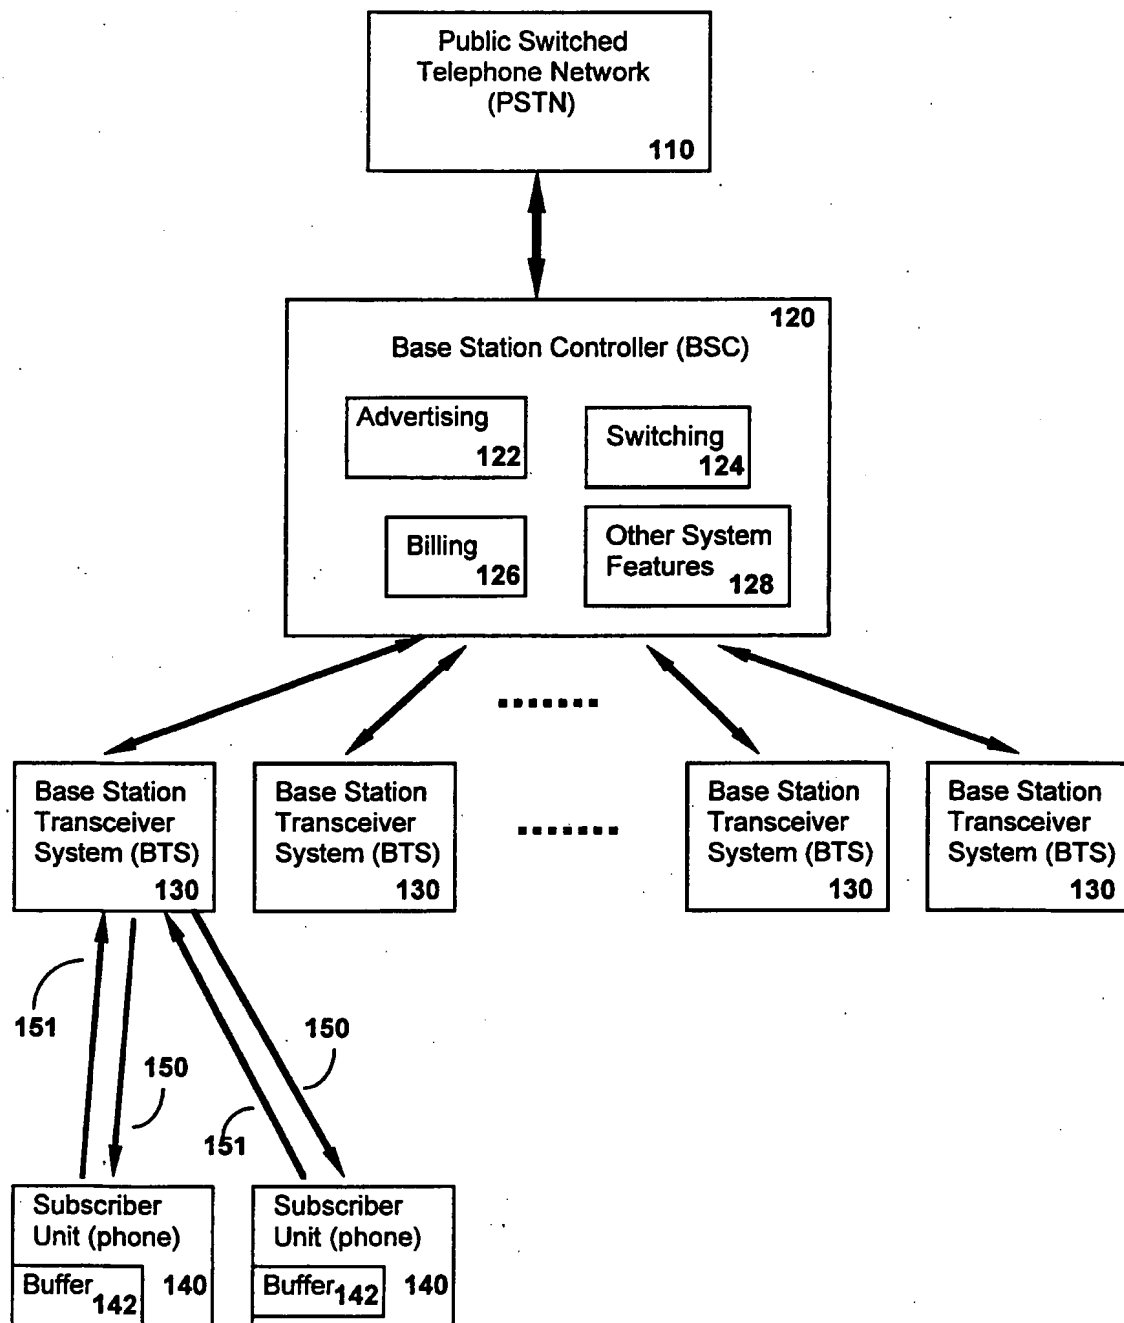 Public Switched
Telephone Network
(PSTN)
110
120
Base Station Controller (BSC)
Advertising
122
Switching
124
Billing
126
Other System
Features
128
Base Station
Transceiver
System (BTS)
130
Base Station
Transceiver
System (BTS)
130
Base Station
Transceiver
System (BTS)
130
Base Station
Transceiver
System (BTS)
130
151
150
151
150
Subscriber
Unit (phone)
Buffer
142
140
Subscriber
Unit (phone)
Buffer
142
140